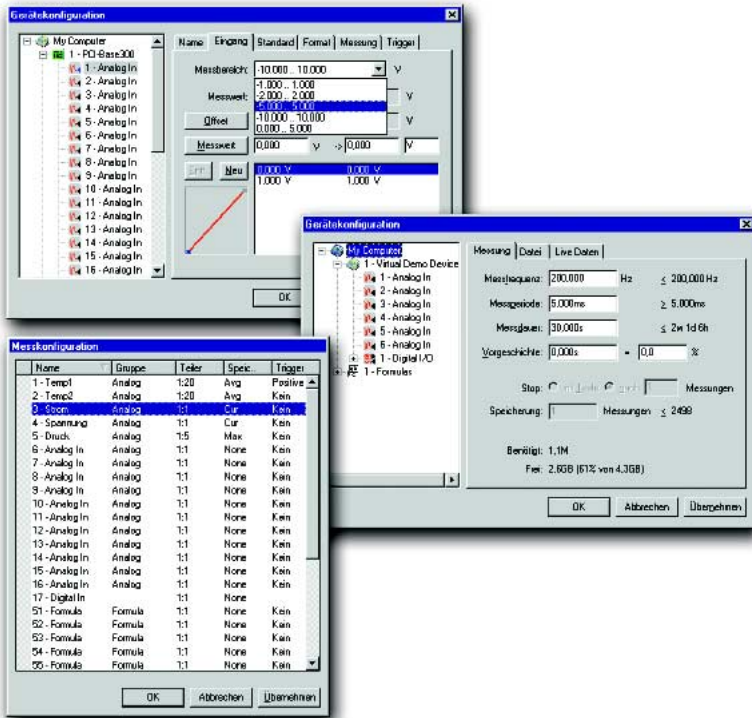 Gerätekonfiguration
My Computer
1 - PCI-Base300
1 - Analog In
2 - Analog In
3 - Analog In
4 - Analog In
5 - Analog In
6 - Analog In
7 - Analog In
8 - Analog In
9 - Analog In
10 - Analog In
11 - Analog In
12 - Analog In
13 - Analog In
14 - Analog In
15 - Analog In
16 - Analog In
Name Eingang Standard Format Messung Trigger
Messbereich: -10.000 .. 10.000 V
-1.000 .. 1.000
-2.000 .. 2.000
-5.000 .. 5.000
-10.000 .. 10.000
0.000 .. 5.000
Messwert: V
Offset V
Messwert 0,000 V -> 0,000 V
Neu
0,000 V 0,000 V
1,000 V 1,000 V
OK
Gerätekonfiguration
My Computer
1 - Virtual Demo Device
1 - Analog In
2 - Analog In
3 - Analog In
4 - Analog In
5 - Analog In
6 - Analog In
1 - Digital I/O
1 - Formulas
Messung Datei Live Daten
Messfrequenz: 200,000 Hz ≤ 200,000 Hz
Messperiode: 5,000ms ≥ 5,000ms
Messdauer: 30,000s ≤ 2w 1d 6h
Vorgeschichte: 0,000s = 0,0 %
Stop: Messungen
Speicherung: 1 Messungen ≤ 2498
Benötigt: 1,1M
Frei: 2,6GB (61% von 4,3GB)
OK Abbrechen Übernehmen
Messkonfiguration
Name Gruppe Teiler Speic... Trigger
1 - Temp1 Analog 1:20 Avg Positive
2 - Temp2 Analog 1:20 Avg Kein
3 - Strom Analog 1:1 Cur Kein
4 - Spannung Analog 1:1 Cur Kein
5 - Druck Analog 1:5 Max Kein
6 - Analog In Analog 1:1 None Kein
7 - Analog In Analog 1:1 None Kein
8 - Analog In Analog 1:1 None Kein
9 - Analog In Analog 1:1 None Kein
10 - Analog In Analog 1:1 None Kein
11 - Analog In Analog 1:1 None Kein
12 - Analog In Analog 1:1 None Kein
13 - Analog In Analog 1:1 None Kein
14 - Analog In Analog 1:1 None Kein
15 - Analog In Analog 1:1 None Kein
16 - Analog In Analog 1:1 None Kein
17 - Digital In 1:1 None
51 - Formula Formula 1:1 None Kein
52 - Formula Formula 1:1 None Kein
53 - Formula Formula 1:1 None Kein
54 - Formula Formula 1:1 None Kein
55 - Formula Formula 1:1 None Kein
OK Abbrechen Übernehmen